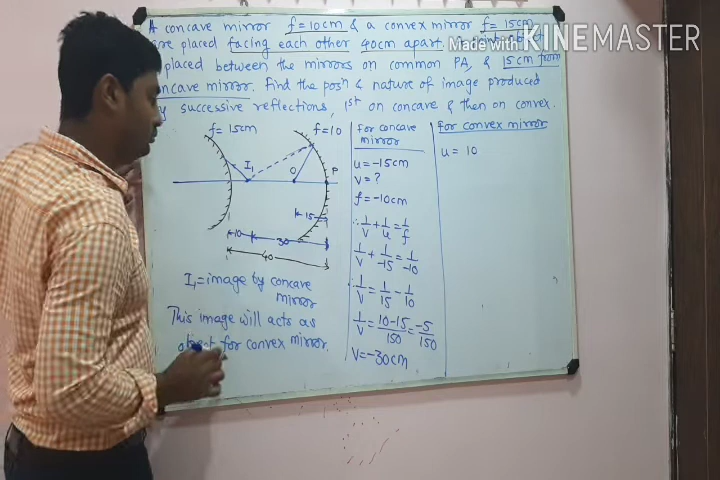 A concave mirror f=10cm & a convex mirror f= 15cm
are placed facing each other 40cm apart.
placed between the mirrors on common PA, & 15cm from
concave mirror. Find the posⁿ & nature of image produced
by successive reflections, 1st on concave & then on convex.
Made with KINEMASTER
f= 15cm
f=10
I₁
O
P
15
10
30
40
I₁=image by concave
mirror
This image will acts as
object for convex mirror.
For concave
mirror
u = -15cm
v= ?
f=-10cm
∴ 1/v + 1/u = 1/f
1/v + 1/-15 = 1/-10
∴ 1/v = 1/15 - 1/10
1/v = 10-15/150 = -5/150
V=-30cm
For convex mirror
u= 10